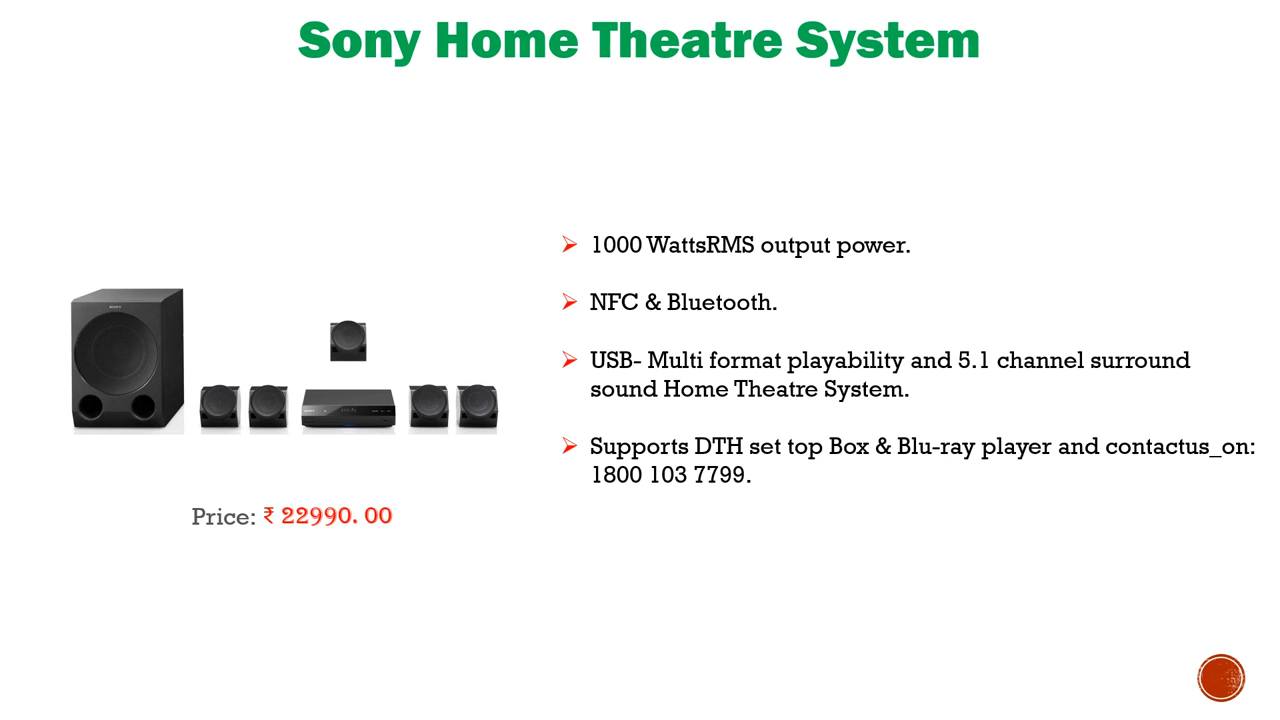 Sony Home Theatre System
1000 WattsRMS output power.
NFC & Bluetooth.
USB- Multi format playability and 5.1 channel surround
sound Home Theatre System.
Supports DTH set top Box & Blu-ray player and contactus_on:
1800 103 7799.
SONY
Price: ₹ 22990. 00